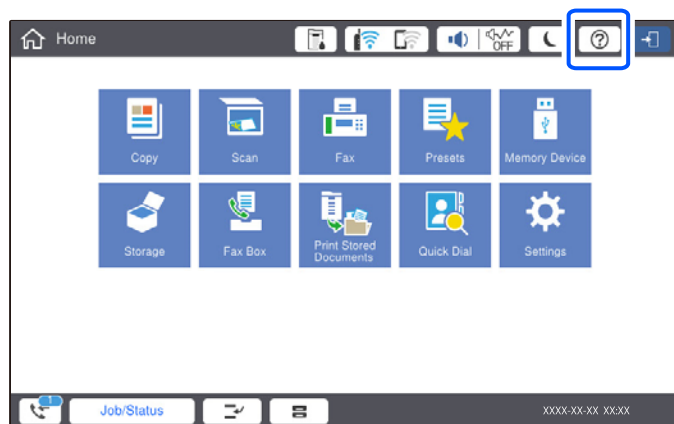 Home
OFF
?
Copy
Scan
Fax
Presets
Memory Device
Storage
Fax Box
Print Stored
Documents
Quick Dial
Settings
1
Job/Status
XXXX-XX-XX XX:XX